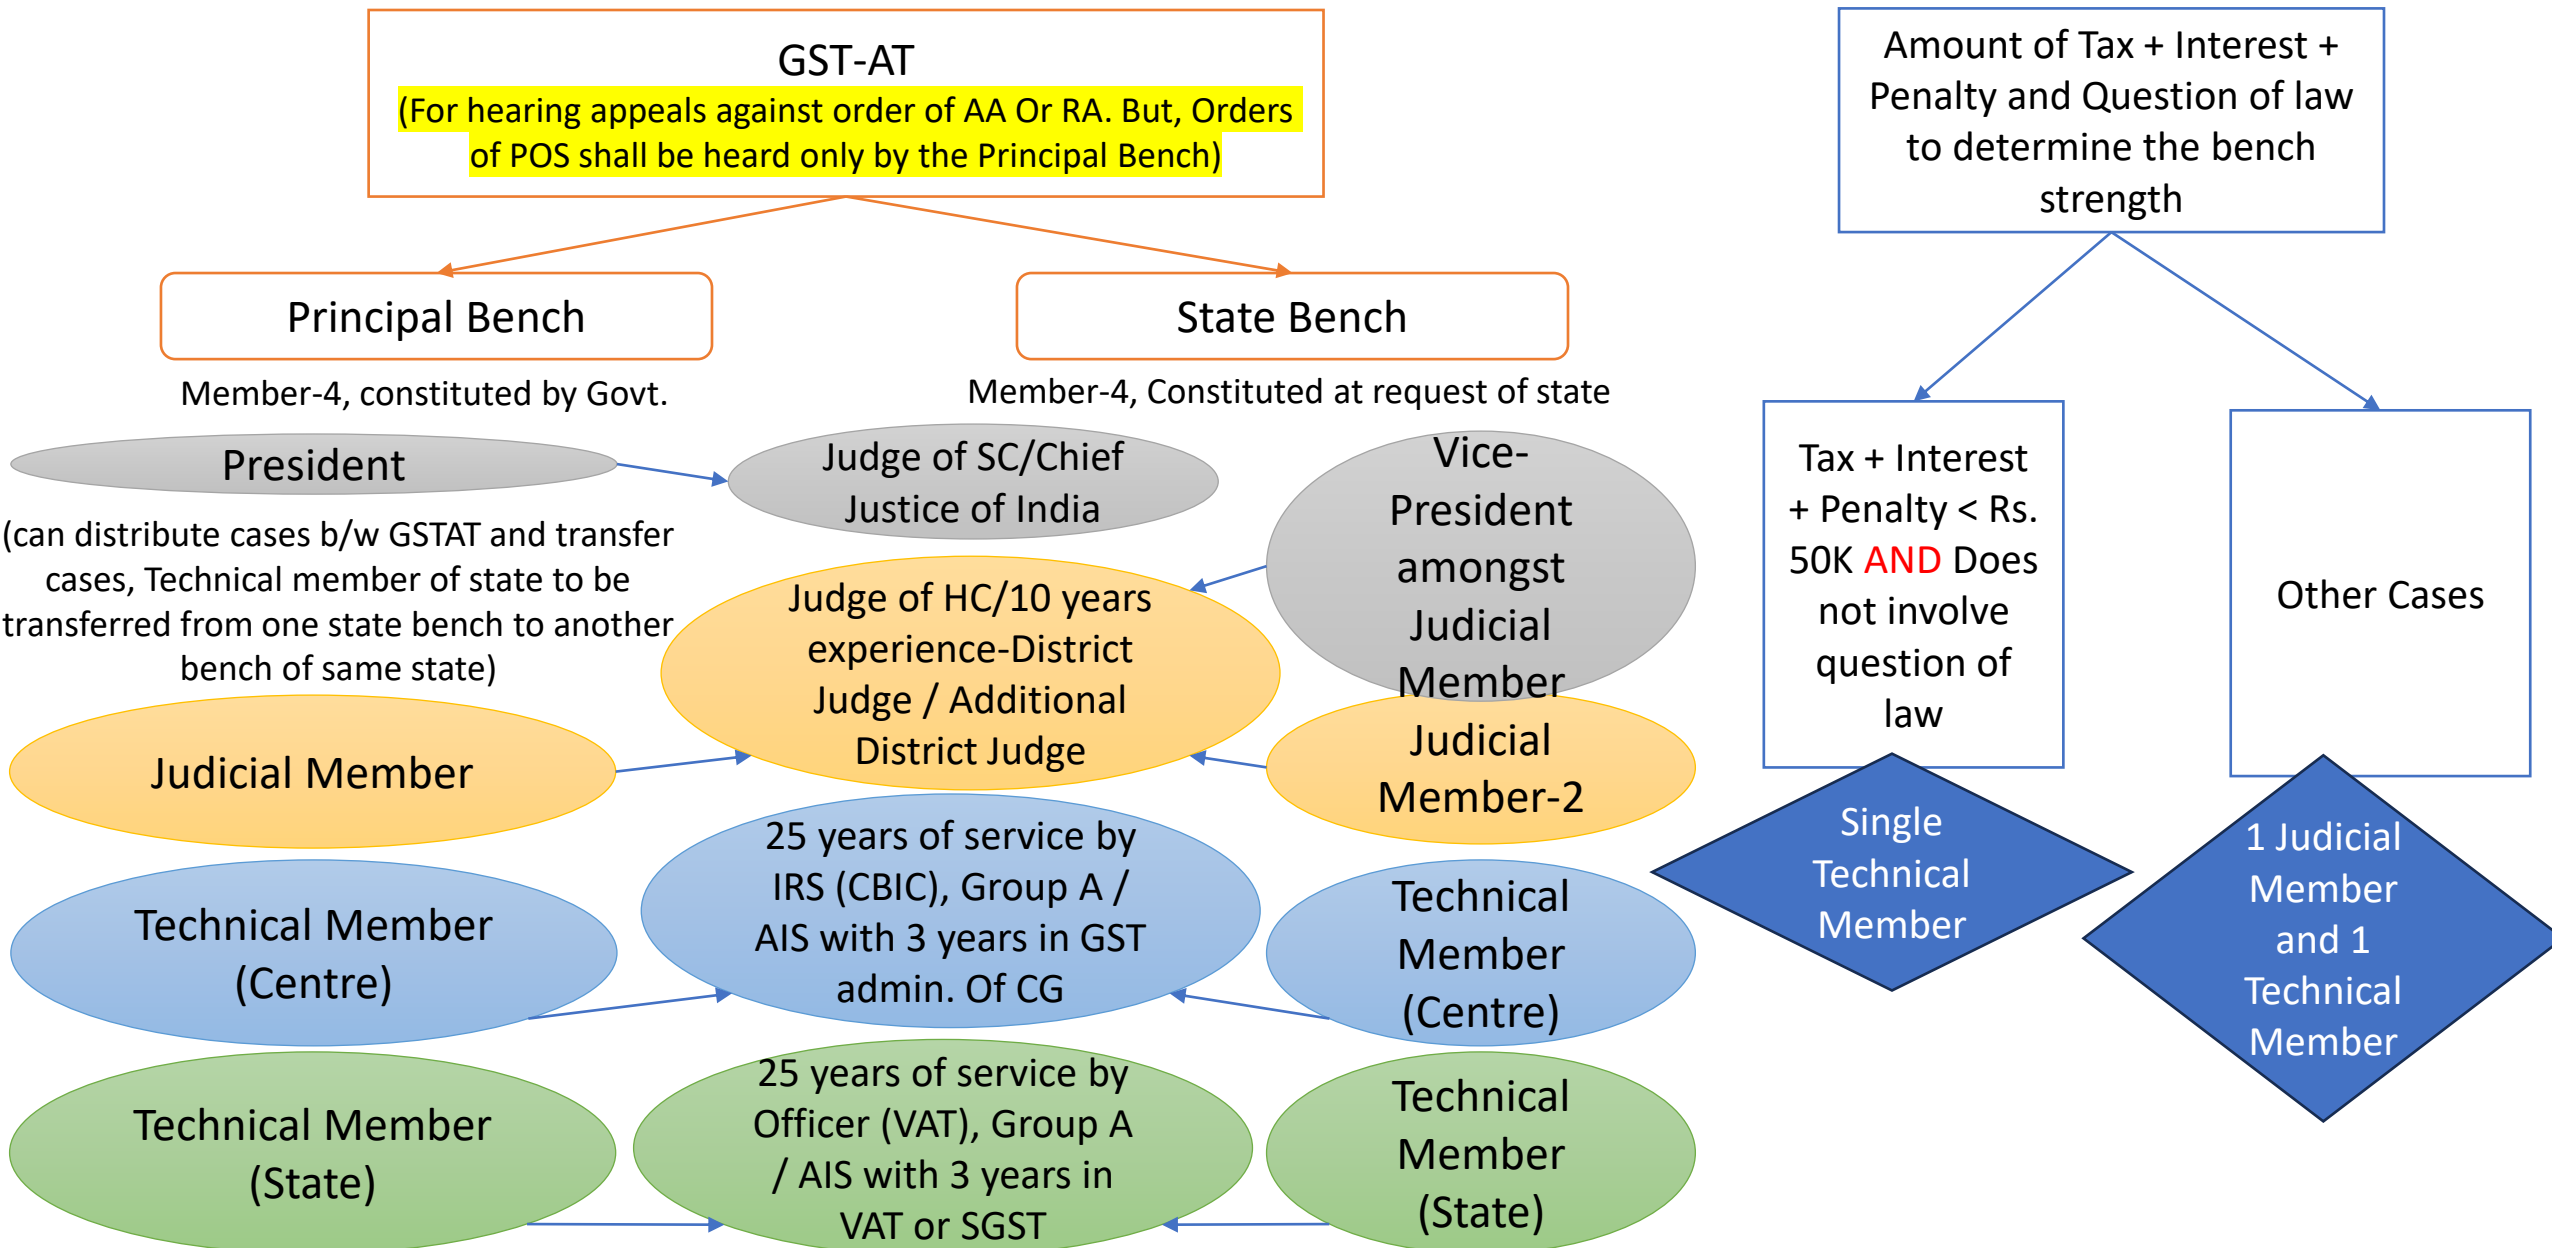 GST-AT
(For hearing appeals against order of AA Or RA. But, Orders
of POS shall be heard only by the Principal Bench)
Principal Bench
State Bench
Member-4, constituted by Govt.
Member-4, Constituted at request of state
President
(can distribute cases b/w GSTAT and transfer
cases, Technical member of state to be
transferred from one state bench to another
bench of same state)
Judge of SC/Chief
Justice of India
Vice-
President
amongst
Judicial
Member
Judge of HC/10 years
experience-District
Judge / Additional
District Judge
Judicial Member
Judicial
Member-2
Technical Member
(Centre)
25 years of service by
IRS (CBIC), Group A /
AIS with 3 years in GST
admin. Of CG
Technical
Member
(Centre)
Technical Member
(State)
25 years of service by
Officer (VAT), Group A
/ AIS with 3 years in
VAT or SGST
Technical
Member
(State)
Amount of Tax + Interest +
Penalty and Question of law
to determine the bench
strength
Tax + Interest
+ Penalty < Rs.
50K AND Does
not involve
question of
law
Other Cases
Single
Technical
Member
1 Judicial
Member
and 1
Technical
Member